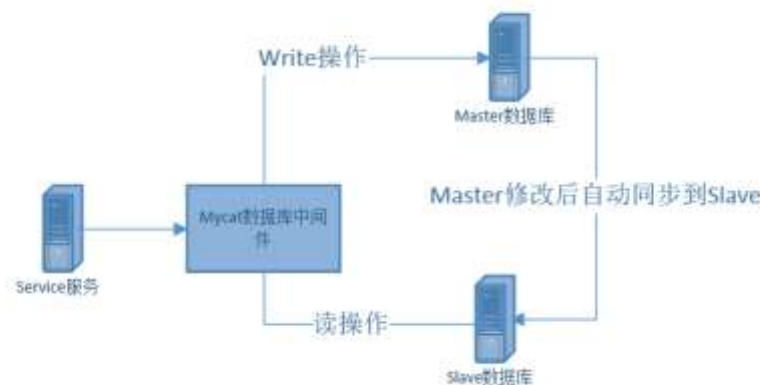 Write操作
Master数据库
Master修改后自动同步到Slave
Mycat数据库中间
件
Service服务
读操作
Slave数据库